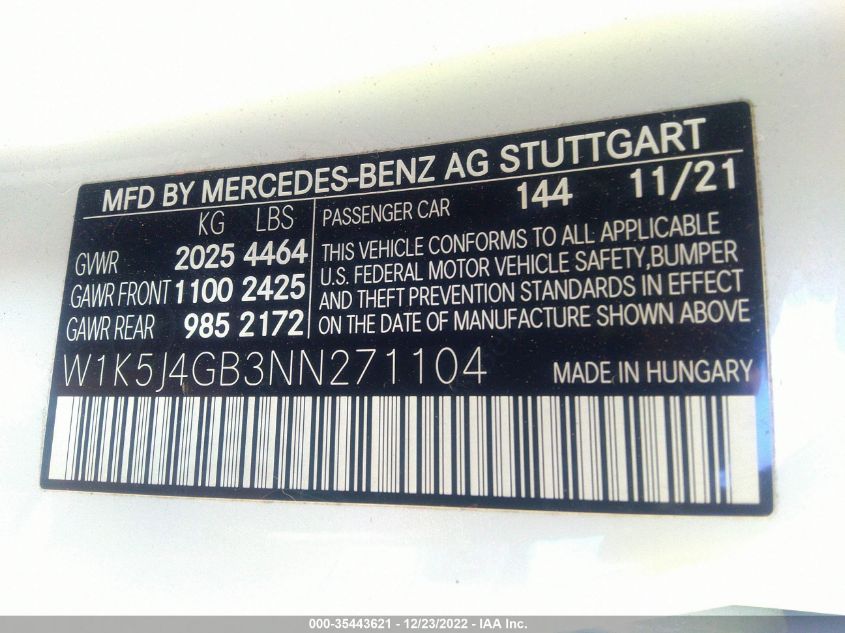 MFD BY MERCEDES-BENZ AG STUTTGART
KG LBS
GVWR 2025 4464
GAWR FRONT 1100 2425
GAWR REAR 985 2172
PASSENGER CAR 144 11/21
THIS VEHICLE CONFORMS TO ALL APPLICABLE
U.S. FEDERAL MOTOR VEHICLE SAFETY,BUMPER
AND THEFT PREVENTION STANDARDS IN EFFECT
ON THE DATE OF MANUFACTURE SHOWN ABOVE
W1K5J4GB3NN271104 MADE IN HUNGARY
000-35443621 - 12/23/2022 - IAA Inc.